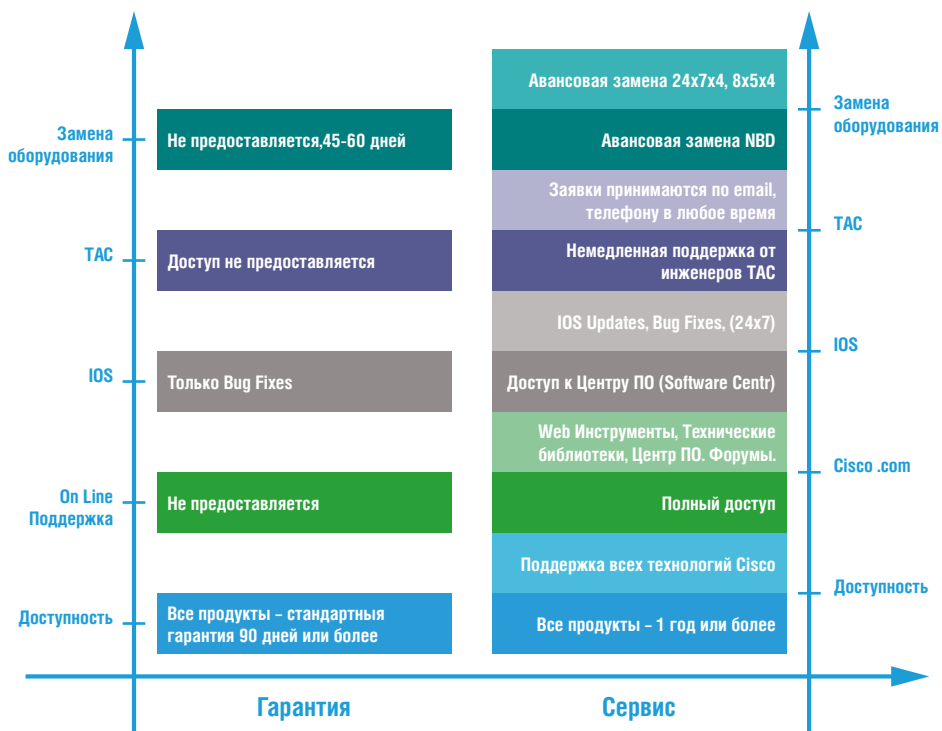 Авансовая замена 24x7x4, 8x5x4
Замена
оборудования
Замена
оборудования
Не предоставляется,45-60 дней
Авансовая замена NBD
Заявки принимаются по email,
телефону в любое время
TAC
TAC
Доступ не предоставляется
Немедленная поддержка от
инженеров TAC
IOS Updates, Bug Fixes, (24x7)
IOS
IOS
Только Bug Fixes
Доступ к Центру ПО (Software Centr)
Web Инструменты, Технические
библиотеки, Центр ПО. Форумы.
Cisco .com
On Line
Поддержка
Не предоставляется
Полный доступ
Поддержка всех технологий Cisco
Доступность
Доступность
Все продукты – стандартныя
гарантия 90 дней или более
Все продукты – 1 год или более
Гарантия
Сервис